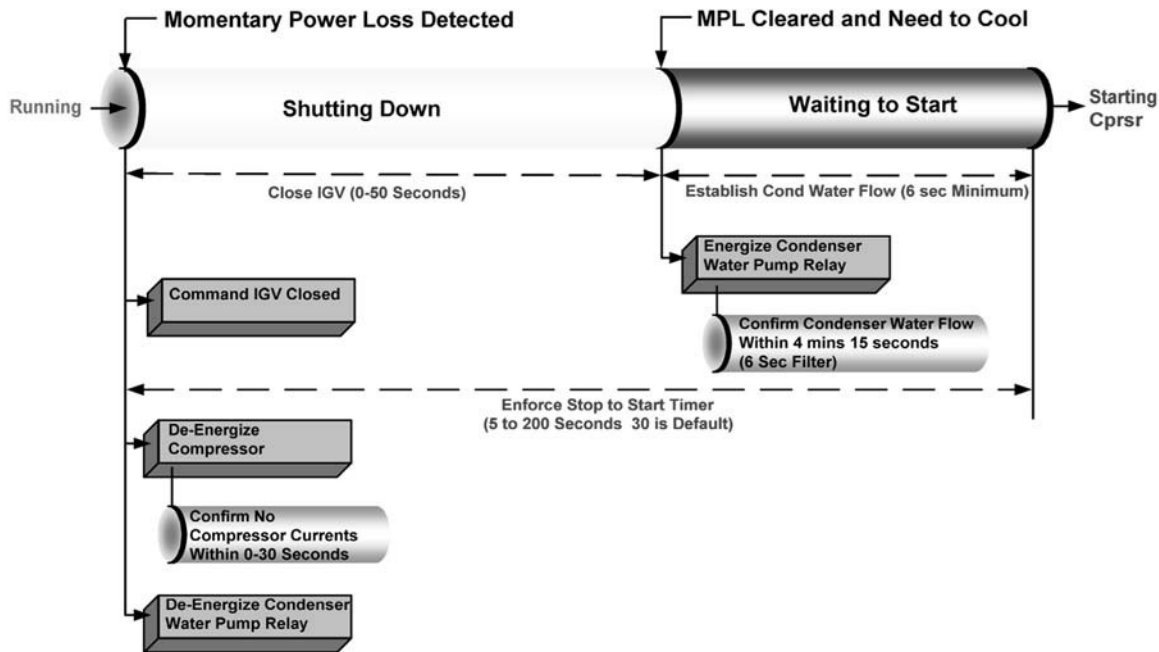 Momentary Power Loss Detected
MPL Cleared and Need to Cool
Running
Shutting Down
Waiting to Start
Starting
Cprsr
Close IGV (0-50 Seconds)
Establish Cond Water Flow (6 sec Minimum)
Energize Condenser
Water Pump Relay
Command IGV Closed
Confirm Condenser Water Flow
Within 4 mins 15 seconds
(6 Sec Filter)
Enforce Stop to Start Timer
(5 to 200 Seconds 30 is Default)
De-Energize
Compressor
Confirm No
Compressor Currents
Within 0-30 Seconds
De-Energize Condenser
Water Pump Relay